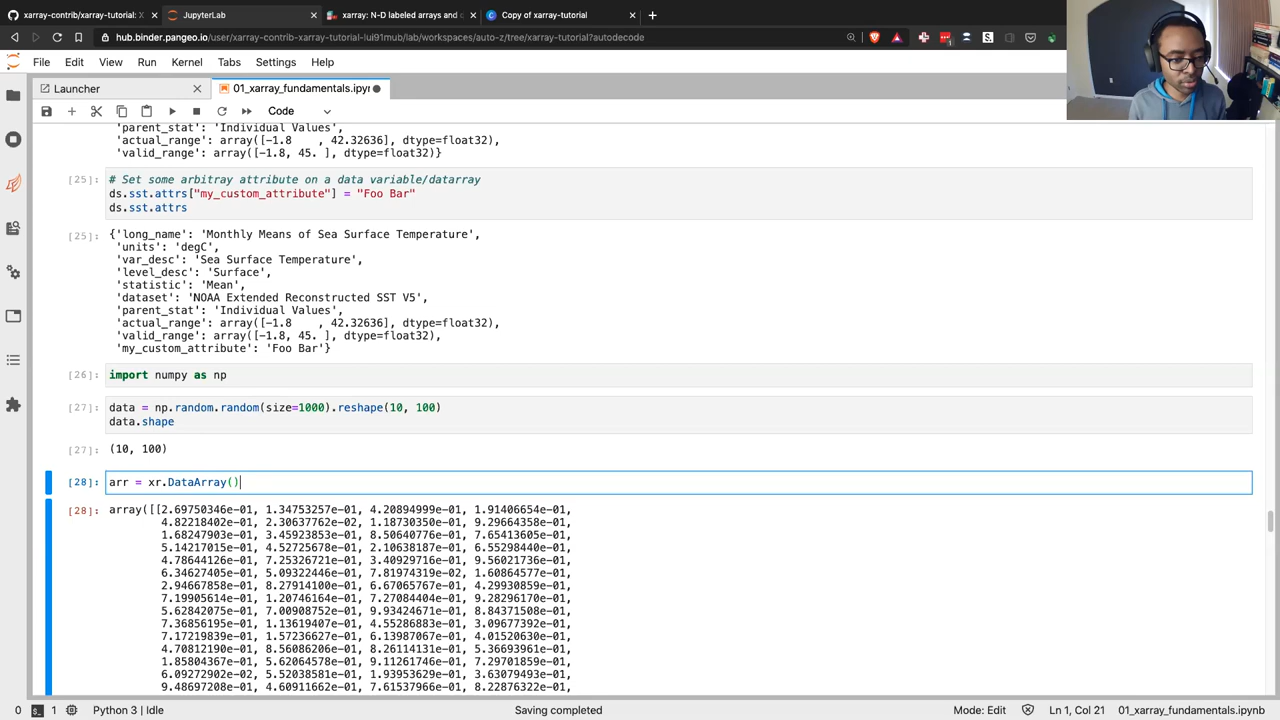 xarray-contrib/xarray-tutorial: X
JupyterLab
xarray: N-D labeled arrays and d
Copy of xarray-tutorial
hub.binder.pangeo.io/user/xarray-contrib-xarray-tutorial-lui91mub/lab/workspaces/auto-z/tree/xarray-tutorial?autodecode
File Edit View Run Kernel Tabs Settings Help
Launcher
01_xarray_fundamentals.ipyn
Code
'parent_stat': 'Individual Values',
'actual_range': array([-1.8    , 42.32636], dtype=float32),
'valid_range': array([-1.8, 45. ], dtype=float32)}
[25]: # Set some arbitray attribute on a data variable/datarray
ds.sst.attrs["my_custom_attribute"] = "Foo Bar"
ds.sst.attrs
[25]: {'long_name': 'Monthly Means of Sea Surface Temperature',
'units': 'degC',
'var_desc': 'Sea Surface Temperature',
'level_desc': 'Surface',
'statistic': 'Mean',
'dataset': 'NOAA Extended Reconstructed SST V5',
'parent_stat': 'Individual Values',
'actual_range': array([-1.8    , 42.32636], dtype=float32),
'valid_range': array([-1.8, 45. ], dtype=float32),
'my_custom_attribute': 'Foo Bar'}
[26]: import numpy as np
[27]: data = np.random.random(size=1000).reshape(10, 100)
data.shape
[27]: (10, 100)
[28]: arr = xr.DataArray()
[28]: array([[2.69750346e-01, 1.34753257e-01, 4.20894999e-01, 1.91406654e-01,
4.82218402e-01, 2.30637762e-02, 1.18730350e-01, 9.29664358e-01,
1.68247903e-01, 3.45923853e-01, 8.50640776e-01, 7.65413605e-01,
5.14217015e-01, 4.52725678e-01, 2.10638187e-01, 6.55298440e-01,
4.78644126e-01, 7.25326721e-01, 3.40929716e-01, 9.56021736e-01,
6.34627405e-01, 5.09322446e-01, 7.81974319e-02, 1.60864577e-01,
2.94667858e-01, 8.27914100e-01, 6.67065767e-01, 4.29930859e-01,
7.19905614e-01, 1.20746164e-01, 7.27084404e-01, 9.28296170e-01,
5.62842075e-01, 7.00908752e-01, 9.93424671e-01, 8.84371508e-01,
7.36856195e-01, 1.13619407e-01, 4.55286883e-01, 3.09677392e-01,
7.17219839e-01, 1.57236627e-01, 6.13987067e-01, 4.01520630e-01,
4.70812190e-01, 8.56086206e-01, 8.26114131e-01, 5.36693961e-01,
1.85804367e-01, 5.62064578e-01, 9.11261746e-01, 7.29701859e-01,
6.09272902e-02, 5.52038581e-01, 1.93953629e-01, 3.63079493e-01,
9.48697208e-01, 4.60911662e-01, 7.61537966e-01, 8.22876322e-01,
0 1 Python 3 | Idle Saving completed Mode: Edit Ln 1, Col 21 01_xarray_fundamentals.ipynb